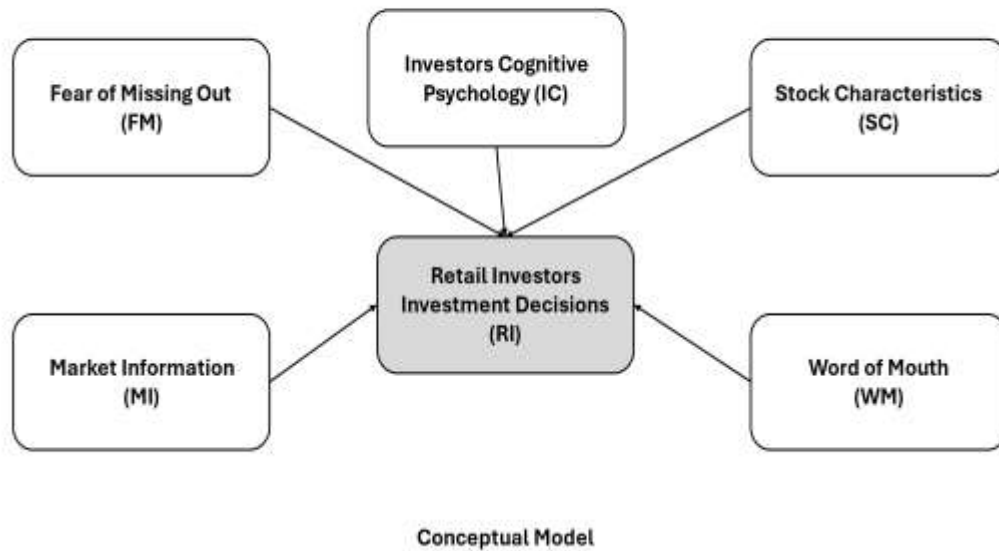 Fear of Missing Out
(FM)
Investors Cognitive
Psychology (IC)
Stock Characteristics
(SC)
Retail Investors
Investment Decisions
(RI)
Market Information
(MI)
Word of Mouth
(WM)
Conceptual Model